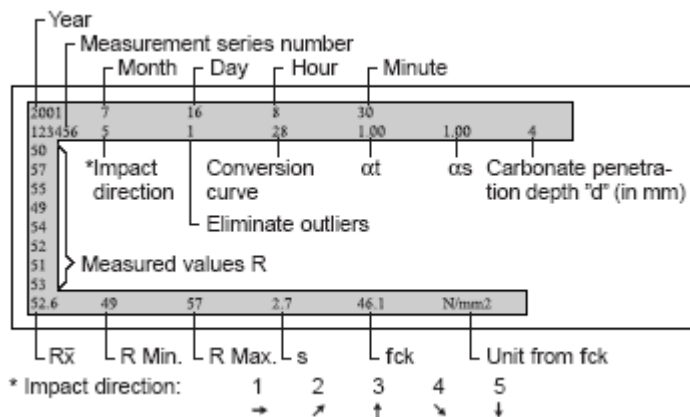 Year
Measurement series number
Month Day Hour Minute
2001 7 16 8 30
123456 5 1 28 1.00 1.00 4
50
57
55
49
54
52
51
53
*Impact direction
Conversion curve
αt
αs
Carbonate penetra-
tion depth "d" (in mm)
Eliminate outliers
Measured values R
52.6 49 57 2.7 46.1 N/mm2
Rx̅ R Min. R Max. s fck Unit from fck
* Impact direction: 1 2 3 4 5
→ ↗ ↑ ↘ ↓